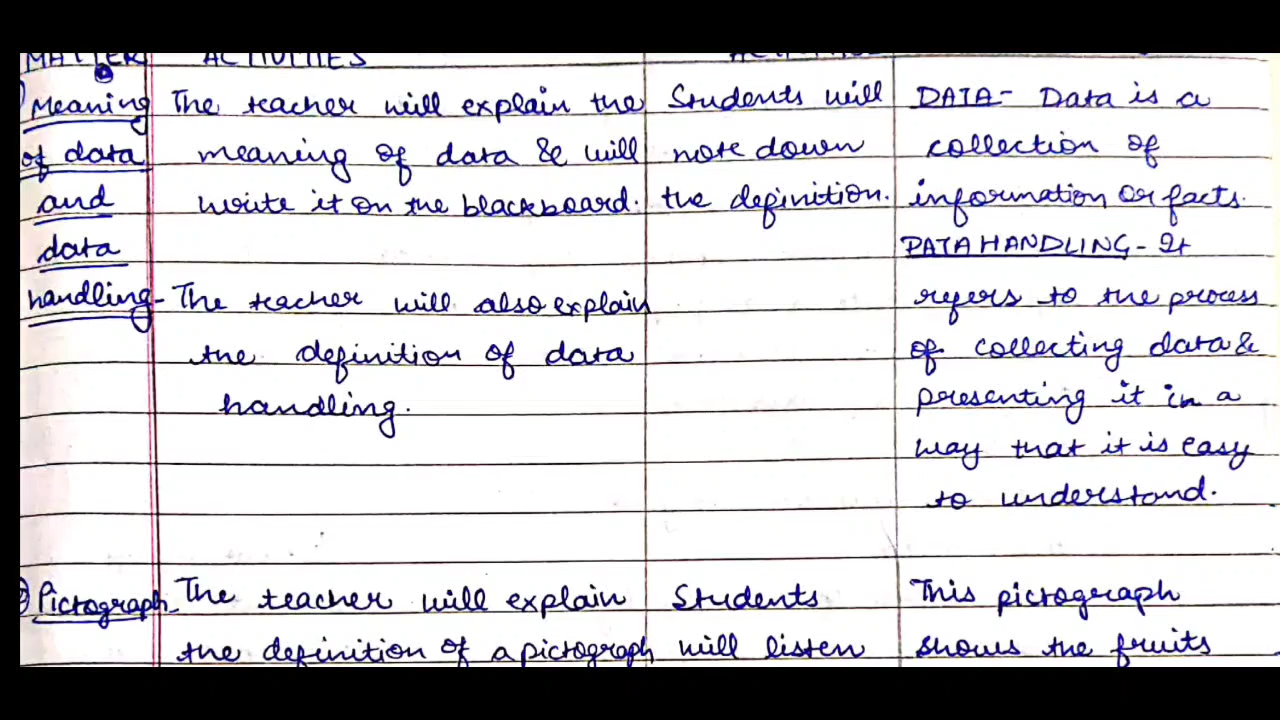 MATTER ACTIVITIES
Meaning The teacher will explain the Students will DATA- Data is a
of data meaning of data & will note down collection of
and write it on the blackboard. the definition. information or facts.
data DATA HANDLING - It
handling- The teacher will also explain refers to the process
the definition of data of collecting data &
handling. presenting it in a
way that it is easy
to understand.
Pictograph- The teacher will explain Students This pictograph
the definition of a pictograph will listen shows the fruits